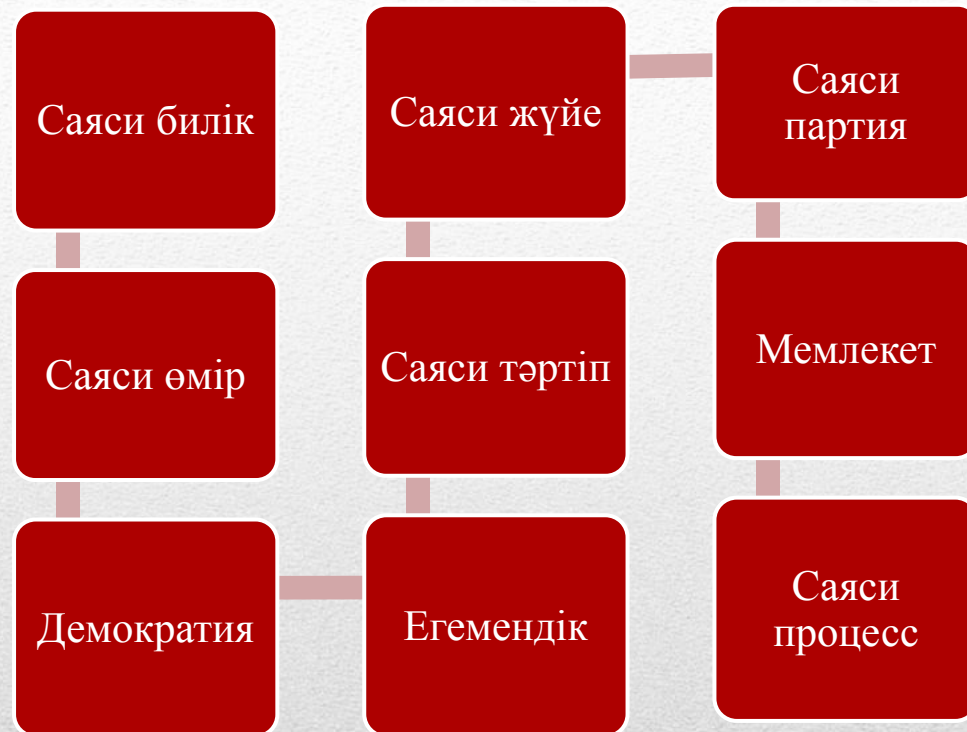 Саяси билік
Саяси өмір
Демократия
Егемендік
Саяси тәртіп
Саяси жүйе
Саяси
партия
Мемлекет
Саяси
процесс